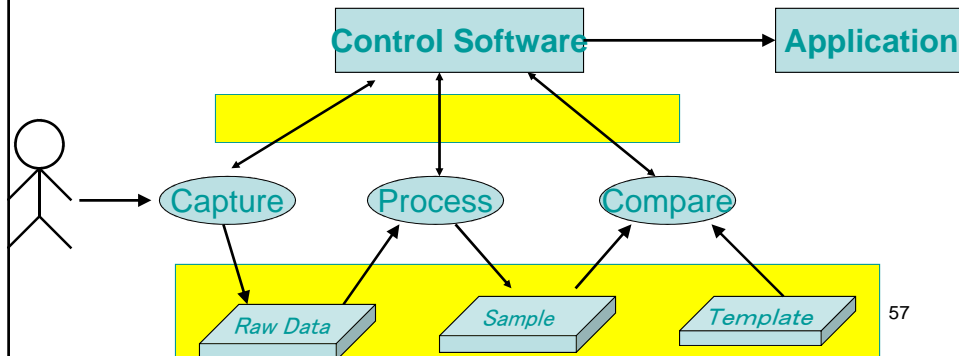 Control Software
Application
Capture
Process
Compare
Raw Data
Sample
Template
57